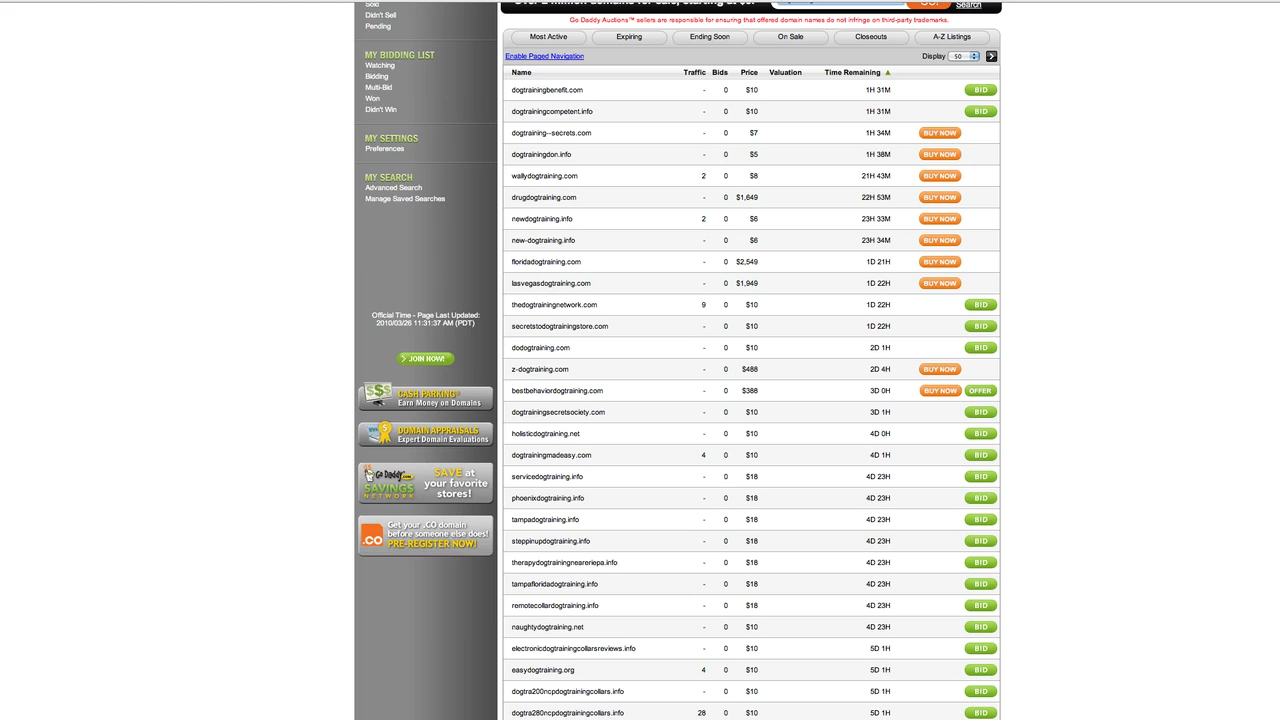 Sold
Didn't Sell
Pending
MY BIDDING LIST
Watching
Bidding
Multi-Bid
Won
Didn't Win
MY SETTINGS
Preferences
MY SEARCH
Advanced Search
Manage Saved Searches
Official Time - Page Last Updated:
2010/03/26 11:31:37 AM (PDT)
JOIN NOW!
CASH PARKING®
Earn Money on Domains
DOMAIN APPRAISALS
Expert Domain Evaluations
Go Daddy.com
SAVINGS
NETWORK
SAVE at
your favorite
stores!
.CO
Get your .CO domain
before someone else does!
PRE-REGISTER NOW!
Search
Go Daddy Auctions™ sellers are responsible for ensuring that offered domain names do not infringe on third-party trademarks.
Most Active Expiring Ending Soon On Sale Closeouts A-Z Listings
Enable Paged Navigation Display 50
Name Traffic Bids Price Valuation Time Remaining
dogtrainingbenefit.com - 0 $10 1H 31M BID
dogtrainingcompetent.info - 0 $10 1H 31M BID
dogtraining--secrets.com - 0 $7 1H 34M BUY NOW
dogtrainingdon.info - 0 $5 1H 38M BUY NOW
wallydogtraining.com 2 0 $8 21H 43M BUY NOW
drugdogtraining.com - 0 $1,649 22H 53M BUY NOW
newdogtraining.info 2 0 $6 23H 33M BUY NOW
new-dogtraining.info - 0 $6 23H 34M BUY NOW
floridadogtraining.com - 0 $2,549 1D 21H BUY NOW
lasvegasdogtraining.com - 0 $1,949 1D 22H BUY NOW
thedogtrainingnetwork.com 9 0 $10 1D 22H BID
secretstodogtrainingstore.com - 0 $10 1D 22H BID
dodogtraining.com - 0 $10 2D 1H BID
z-dogtraining.com - 0 $488 2D 4H BUY NOW
bestbehaviordogtraining.com - 0 $388 3D 0H BUY NOW OFFER
dogtrainingsecretsociety.com - 0 $10 3D 1H BID
holisticdogtraining.net - 0 $10 4D 0H BID
dogtrainingmadeasy.com 4 0 $10 4D 1H BID
servicedogtraining.info - 0 $18 4D 23H BID
phoenixdogtraining.info - 0 $18 4D 23H BID
tampadogtraining.info - 0 $18 4D 23H BID
steppinupdogtraining.info - 0 $18 4D 23H BID
therapydogtrainingneareriepa.info - 0 $18 4D 23H BID
tampafloridadogtraining.info - 0 $18 4D 23H BID
remotecollardogtraining.info - 0 $18 4D 23H BID
naughtydogtraining.net - 0 $10 4D 23H BID
electronicdogtrainingcollarsreviews.info - 0 $10 5D 1H BID
easydogtraining.org 4 0 $10 5D 1H BID
dogtra200ncpdogtrainingcollars.info - 0 $10 5D 1H BID
dogtra280ncpdogtrainingcollars.info 28 0 $10 5D 1H BID